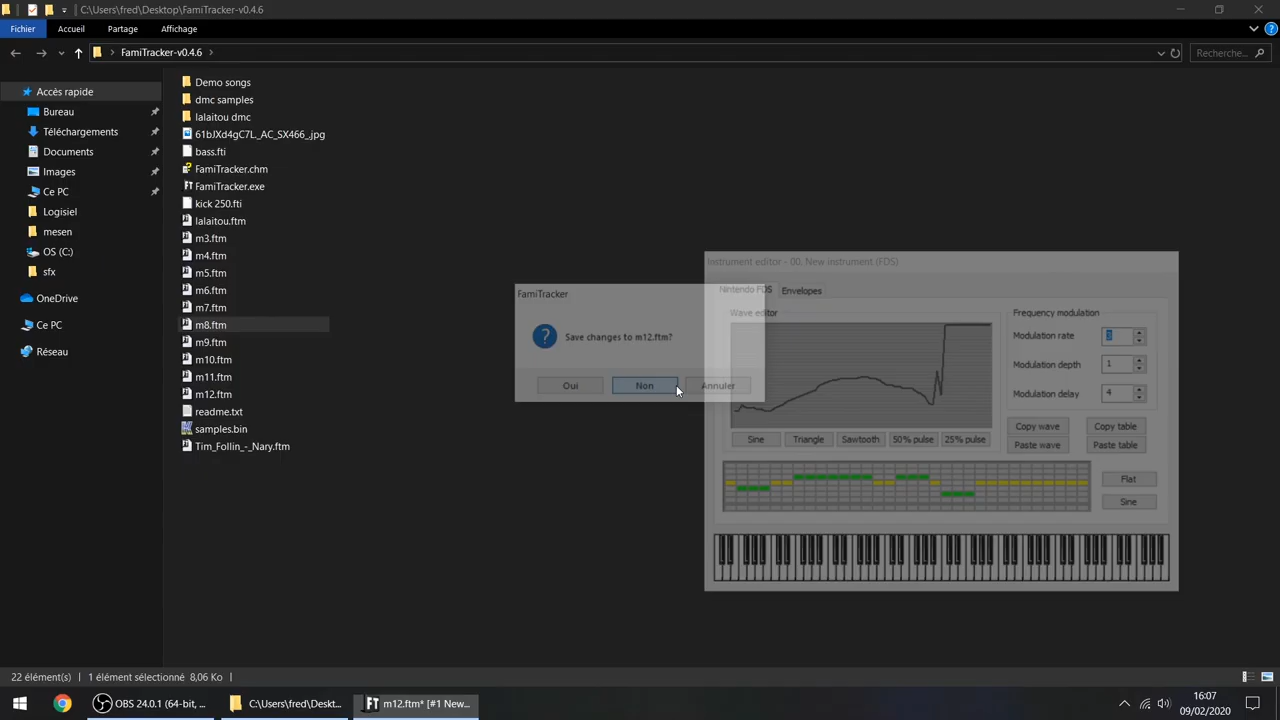 C:\Users\fred\Desktop\FamiTracker-v0.4.6
Fichier
Accueil
Partage
Affichage
FamiTracker-v0.4.6
Recherche...
Accès rapide
Bureau
Téléchargements
Documents
Images
Ce PC
Logisiel
mesen
OS (C:)
sfx
OneDrive
Ce PC
Réseau
Demo songs
dmc samples
lalaitou dmc
61bJXd4gC7L._AC_SX466_.jpg
bass.fti
FamiTracker.chm
FamiTracker.exe
kick 250.fti
lalaitou.ftm
m3.ftm
m4.ftm
m5.ftm
m6.ftm
m7.ftm
m8.ftm
m9.ftm
m10.ftm
m11.ftm
m12.ftm
readme.txt
samples.bin
Tim_Follin_-_Nary.ftm
FamiTracker
Save changes to m12.ftm?
Oui
Non
Annuler
Instrument editor - 00. New instrument (FDS)
Nintendo FDS
Envelopes
Wave editor
Sine
Triangle
Sawtooth
50% pulse
25% pulse
Frequency modulation
Modulation rate
3
Modulation depth
1
Modulation delay
4
Copy wave
Copy table
Paste wave
Paste table
Flat
Sine
22 élément(s)
1 élément sélectionné
8,06 Ko
OBS 24.0.1 (64-bit, ...
C:\Users\fred\Deskt...
m12.ftm* [#1 New...
16:07
09/02/2020